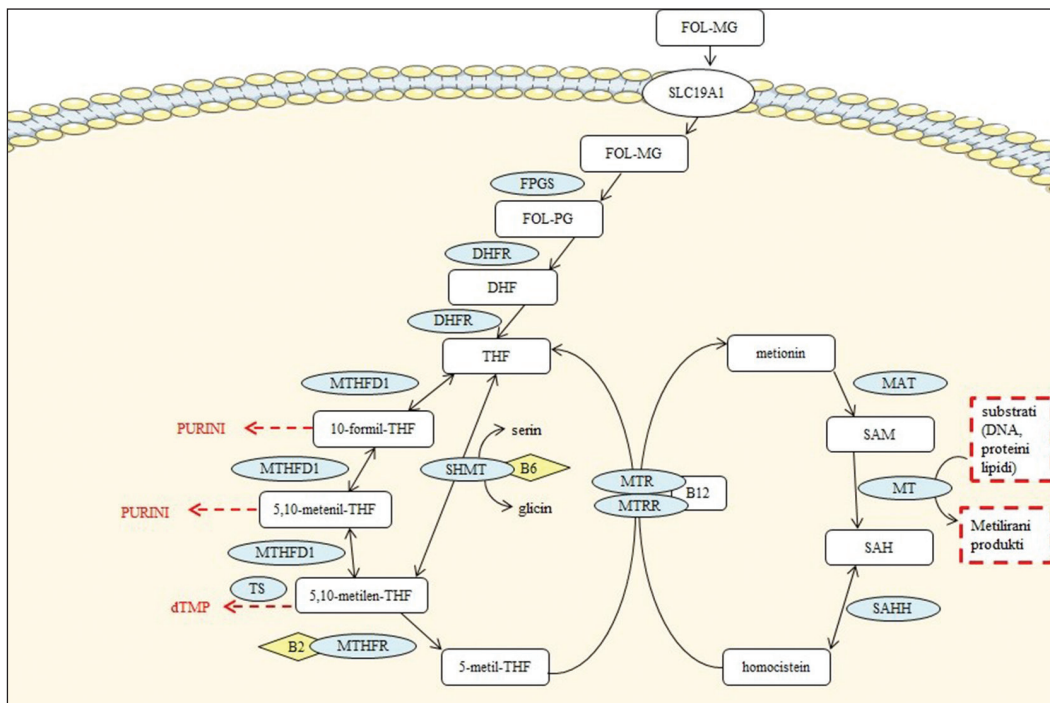 FOL-MG
SLC19A1
FOL-MG
FPGS
FOL-PG
DHFR
DHF
DHFR
THF
metionin
MTHFD1
MAT
PURINI
10-formil-THF
serin
SAM
substrati
(DNA,
proteini
lipidi)
MTHFD1
SHMT
B6
MTR
B12
MT
PURINI
5,10-metenil-THF
glicin
MTRR
Metilirani
produkti
MTHFD1
SAH
TS
dTMP
5,10-metilen-THF
SAHH
B2
MTHFR
5-metil-THF
homocistein